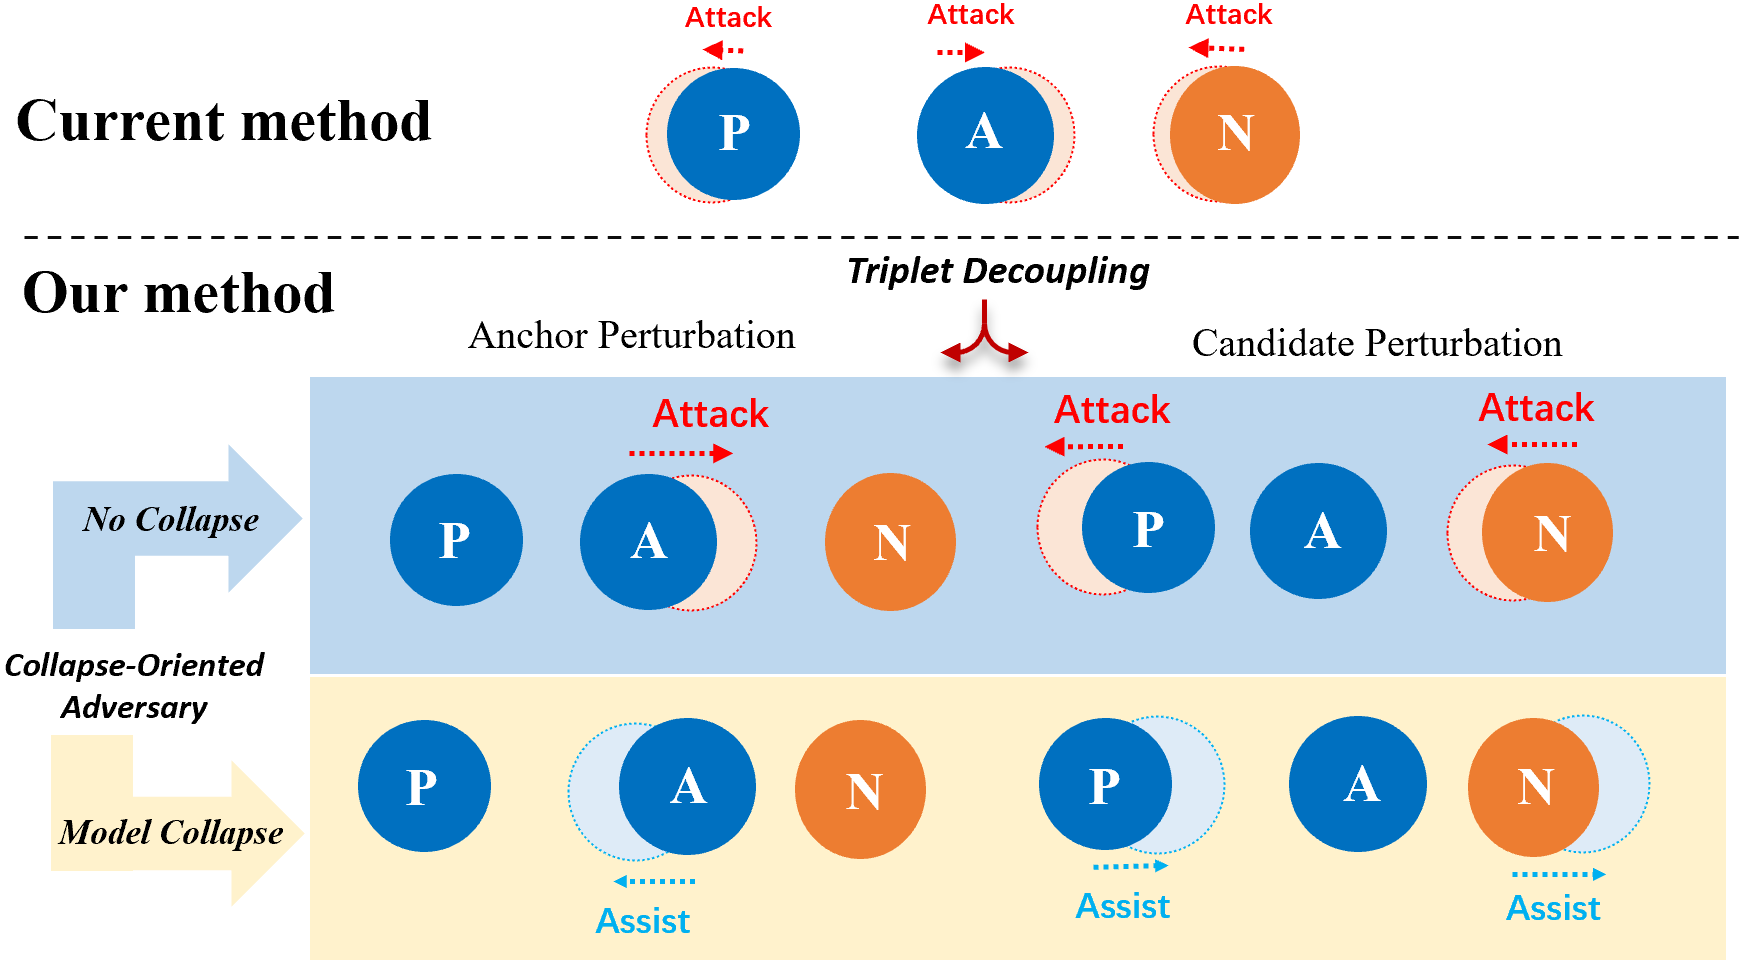 Attack Attack Attack
Current method
P A N
Triplet Decoupling
Our method
Anchor Perturbation
Candidate Perturbation
Attack Attack Attack
No Collapse
P A N P A N
Collapse-Oriented
Adversary
P A N P A N
Model Collapse
Assist Assist Assist